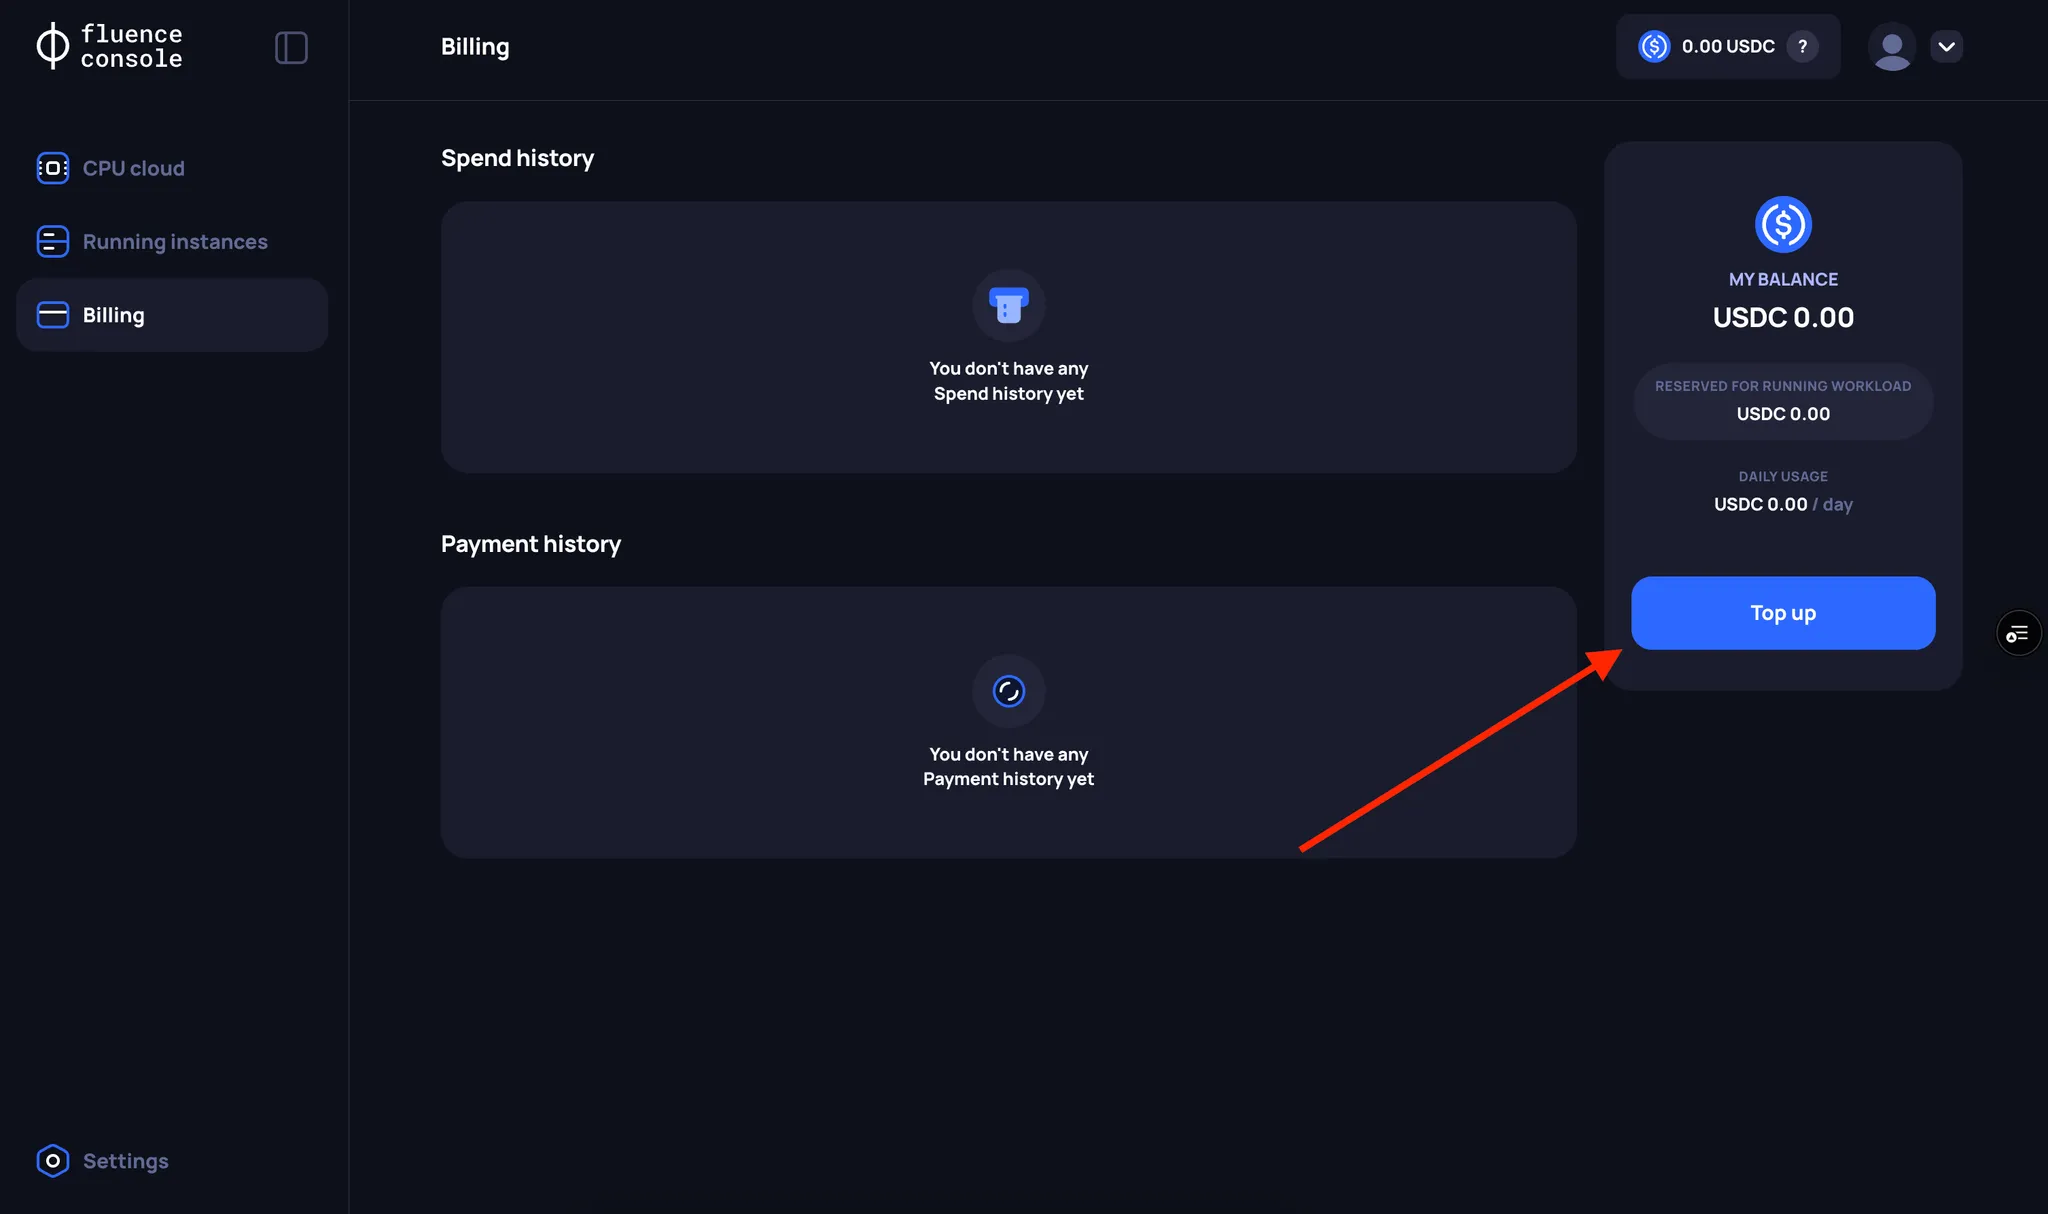 fluence
console
CPU cloud
Running instances
Billing
Settings
Billing
0.00 USDC ?
Spend history
You don't have any
Spend history yet
Payment history
You don't have any
Payment history yet
MY BALANCE
USDC 0.00
RESERVED FOR RUNNING WORKLOAD
USDC 0.00
DAILY USAGE
USDC 0.00 / day
Top up